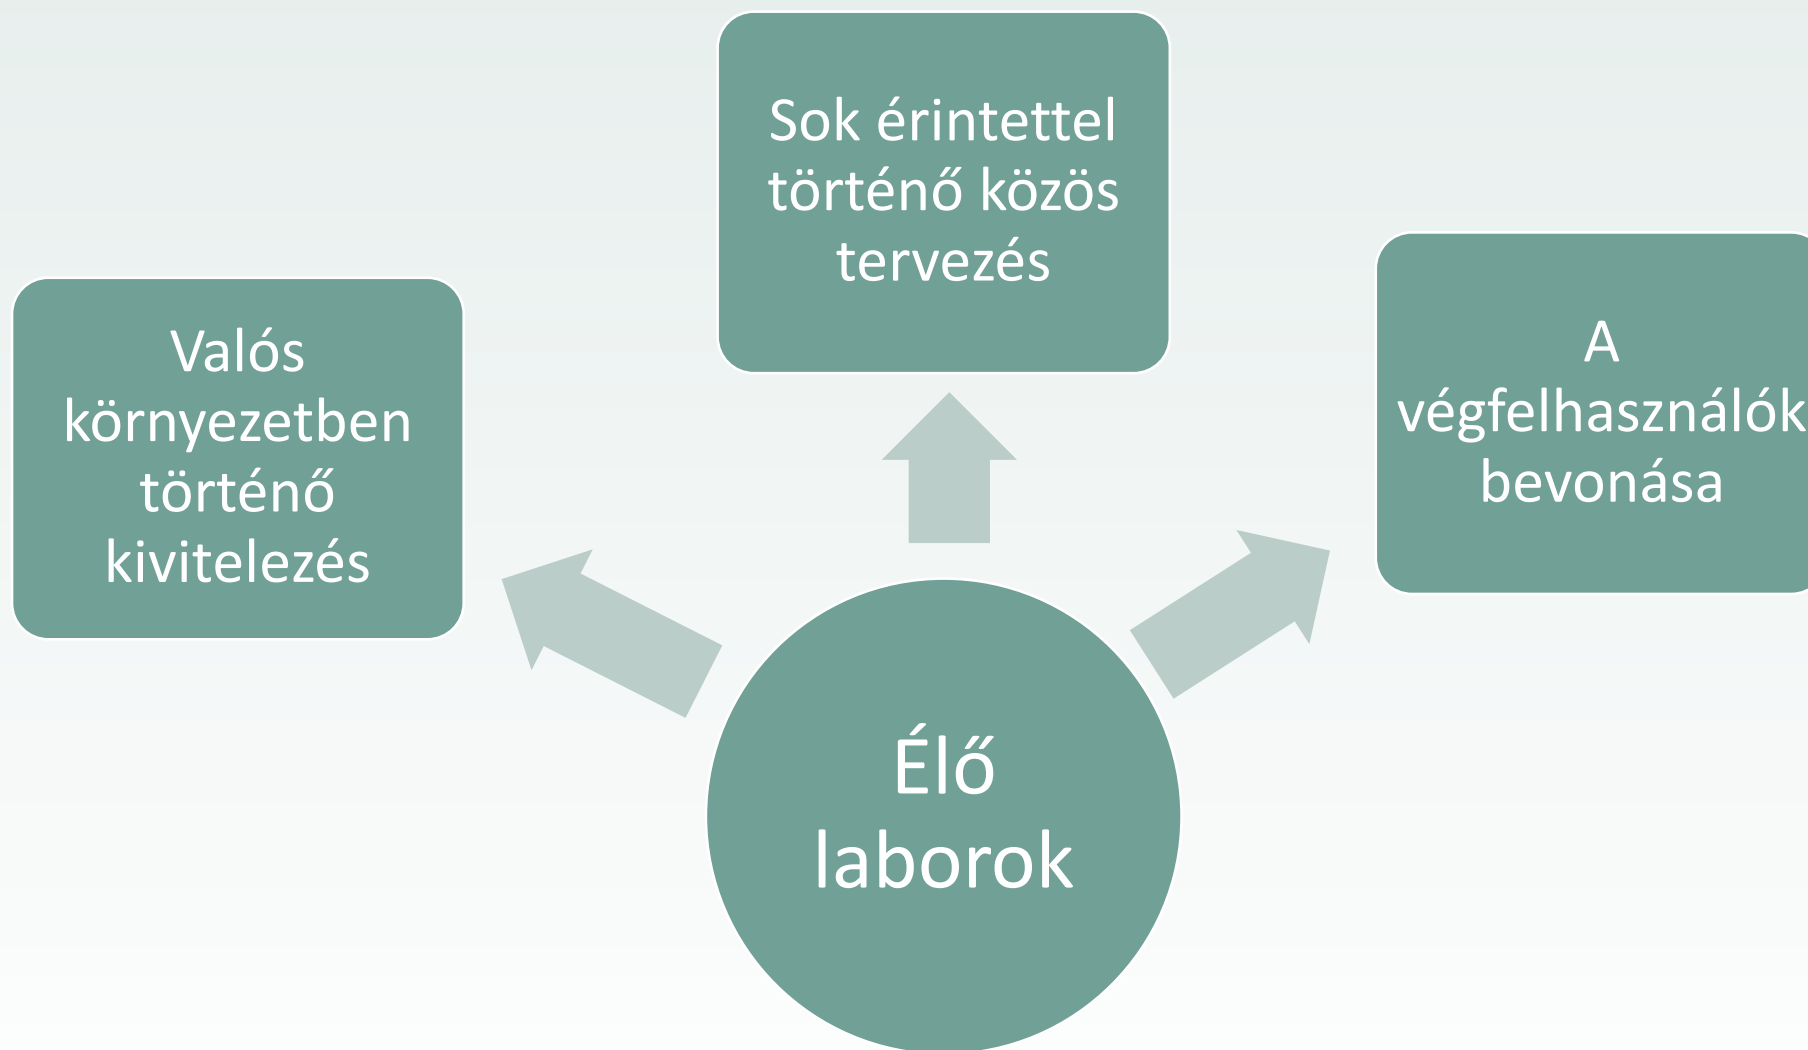 Sok érintettel
történő közös
tervezés
Valós
környezetben
történő
kivitelezés
A
végfelhasználók
bevonása
Élő
laborok